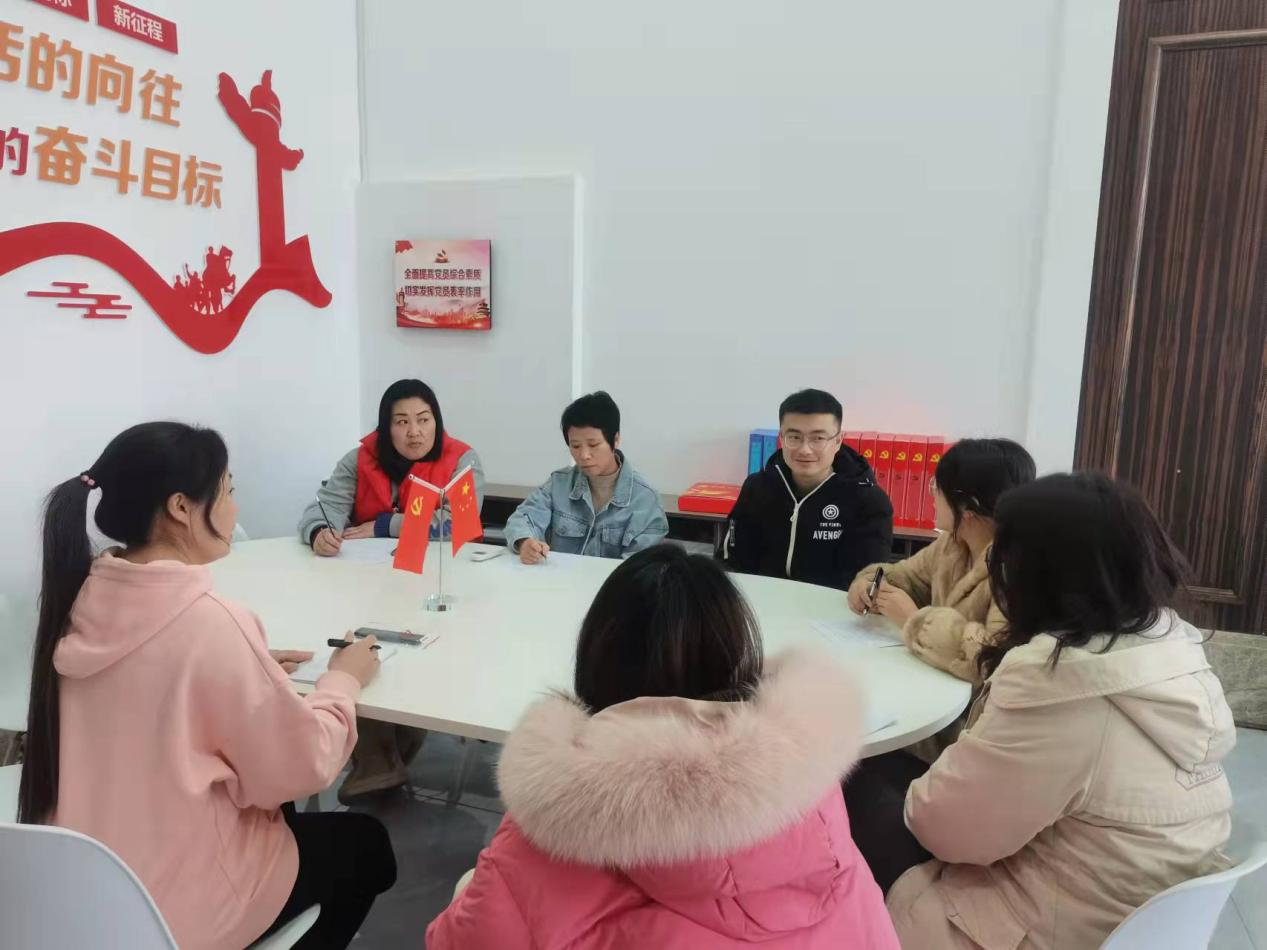 新征程
活的向往
的奋斗目标
全面提高党员综合素质
切实发挥党员表率作用
AVENG